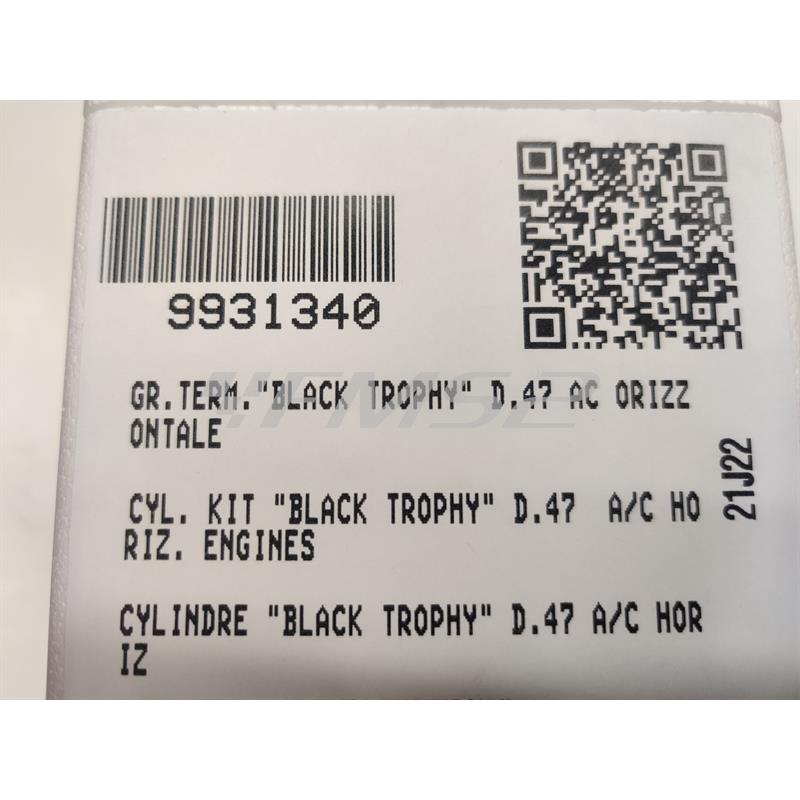 9931340
GR.TERM."BLACK TROPHY" D.47 AC ORIZZ
ONTALE
CYL. KIT "BLACK TROPHY" D.47 A/C HO
RIZ. ENGINES
CYLINDRE "BLACK TROPHY" D.47 A/C HOR
IZ
21J22